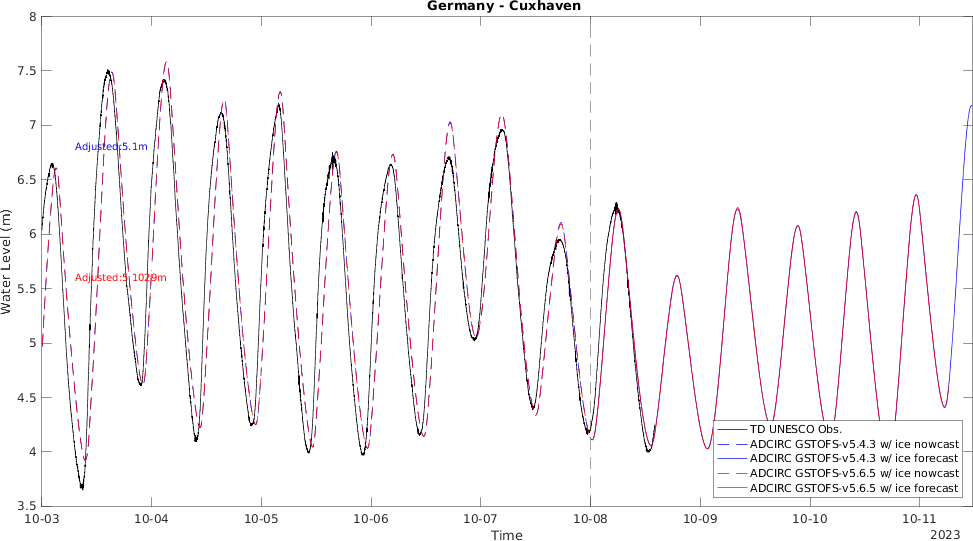 Germany - Cuxhaven
8
7.5
7
6.5
6
5.5
5
4.5
4
3.5
Water Level (m)
Adjusted:5.1m
Adjusted:5.1029m
TD UNESCO Obs.
ADCIRC GSTOFS-v5.4.3 w/ ice nowcast
ADCIRC GSTOFS-v5.4.3 w/ ice forecast
ADCIRC GSTOFS-v5.6.5 w/ ice nowcast
ADCIRC GSTOFS-v5.6.5 w/ ice forecast
10-03 10-04 10-05 10-06 10-07 10-08 10-09 10-10 10-11
Time
2023